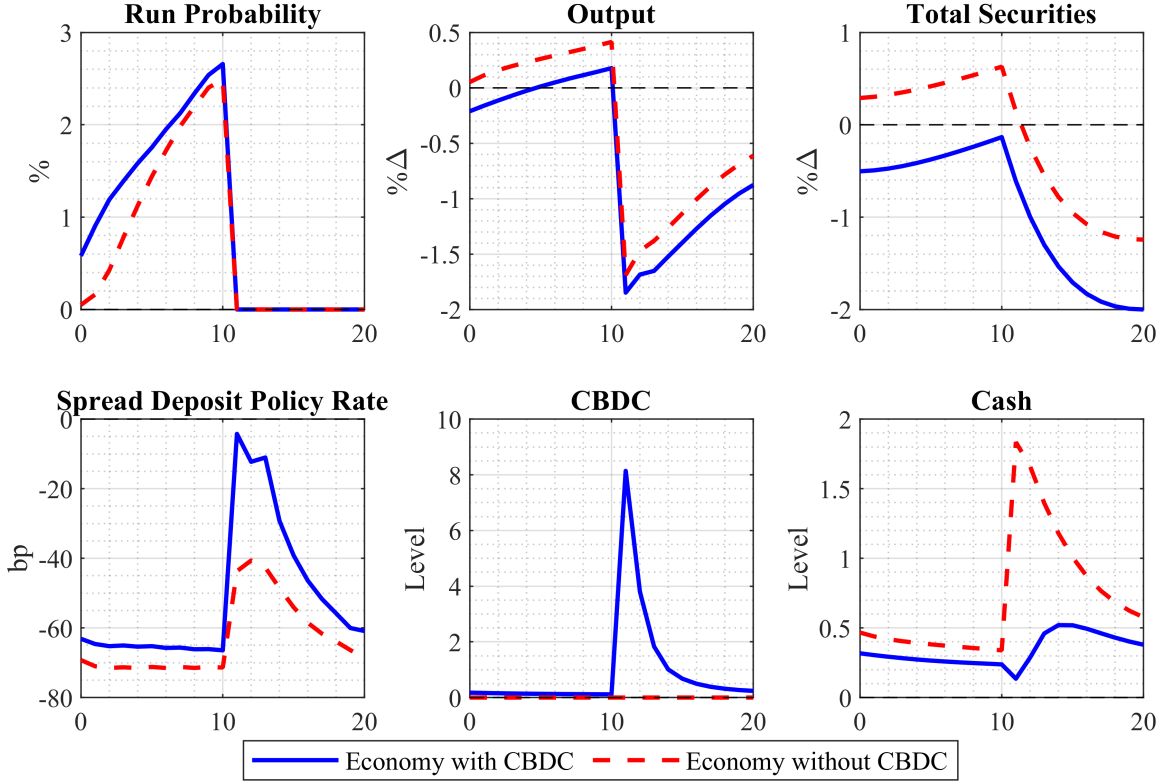 Run Probability
%
3
2
1
0
0 10 20
Output
%Δ
0.5
0
-0.5
-1
-1.5
-2
0 10 20
Total Securities
%Δ
1
0
-1
-2
0 10 20
Spread Deposit Policy Rate
bp
0
-20
-40
-60
-80
0 10 20
CBDC
Level
10
8
6
4
2
0
0 10 20
Cash
Level
2
1.5
1
0.5
0
0 10 20
Economy with CBDC Economy without CBDC